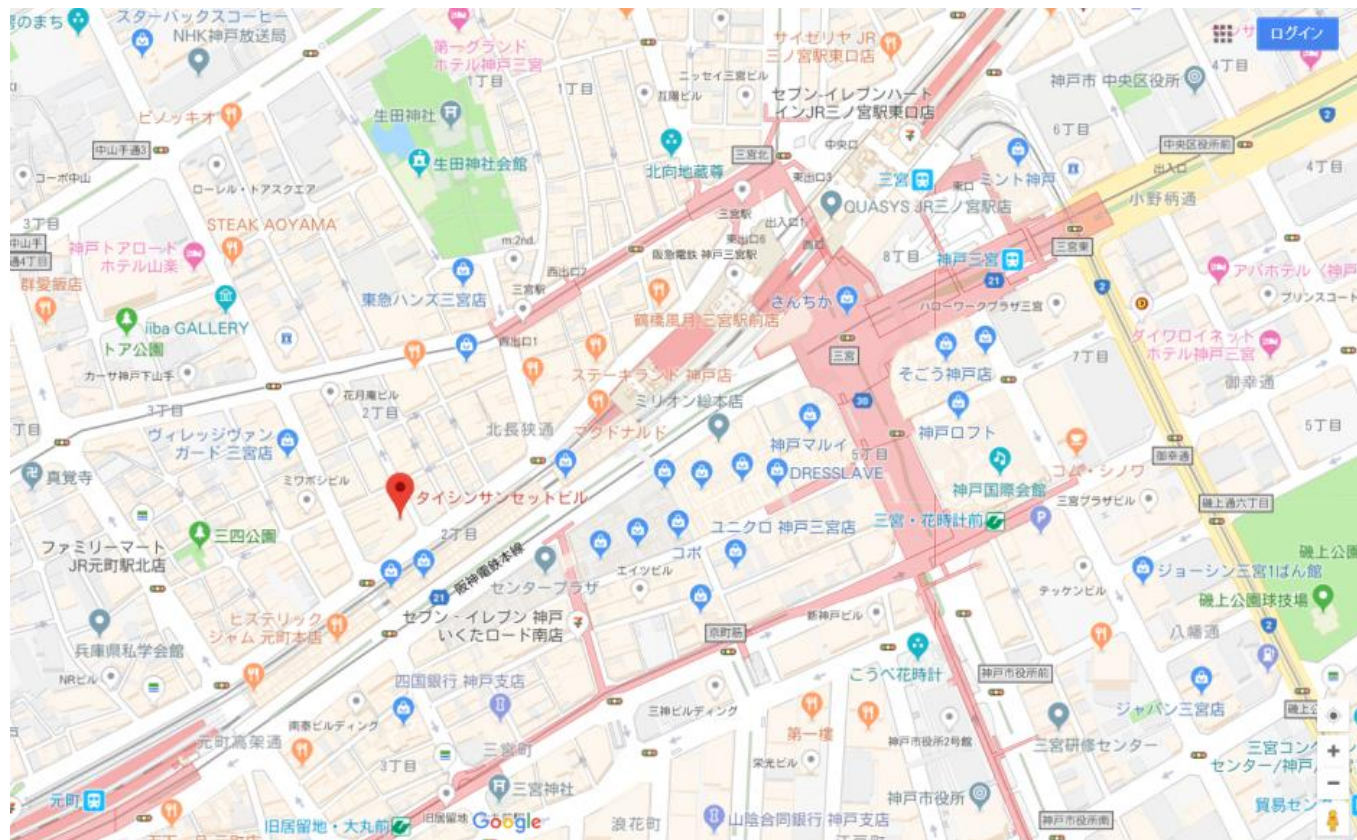 スターバックスコーヒー
NHK神戸放送局
第一グランド
ホテル神戸三宮
1丁目
1丁目
ニッセイ三宮ビル
互陽ビル
サイゼリヤ JR
三ノ宮駅東口店
ログイン
4丁目
神戸市 中央区役所
セブン-イレブンハート
インJR三ノ宮駅東口店
生田神社
ピノッキオ
中山手通3
コーポ中山
生田神社会館
北向地蔵尊
三宮北
中央口
6丁目
2
中央区役所前
出入口
4丁目
ローレル・トアスクエア
東出口3
三宮
東口
ミント神戸
小野柄通
3丁目
STEAK AOYAMA
三宮駅
出入口1
QUASYS JR三ノ宮駅店
中山手
通4丁目
神戸トアロード
ホテル山楽
m:2nd
東出口6
西口
阪急電鉄 神戸三宮駅
8丁目
神戸三宮
三宮東
群愛飯店
西出口7
東急ハンズ三宮店
三宮駅
さんちか
21
2
アパホテル〈神戸
プリンスコート
iiba GALLERY
トア公園
鶴橋風月 三宮駅前店
ハローワークプラザ三宮
ダイワロイネット
ホテル神戸三宮
西出口1
三宮
7丁目
カーサ神戸下山手
ステーキランド 神戸店
そごう神戸店
御幸通
花月庵ビル
2丁目
3丁目
ミリオン総本店
30
北長狭通
マクドナルド
神戸マルイ
神戸ロフト
5丁目
丁目
ヴィレッジヴァン
ガード 三宮店
5丁目
御幸通
真覚寺
ミワボシビル
DRESSLAVE
コム・シノワ
神戸国際会館
タイシンサンセットビル
三宮プラザビル
磯上通六丁目
三四公園
2丁目
ユニクロ 神戸三宮店
三宮・花時計前
ファミリーマート
JR元町駅北店
阪神電鉄本線
コポ
磯上公園
センタープラザ
エイツビル
ジョーシン三宮1ばん館
テッケンビル
21
磯上公園球技場
ヒステリック
ジャム 元町本店
セブン‐イレブン 神戸
いくたロード南店
新神戸ビル
2
兵庫県私学会館
京町筋
八幡通
NRビル
四国銀行 神戸支店
こうべ花時計
神戸市役所前
南泰ビルディング
三神ビルディング
ジャパン三宮店
元町高架通
第一樓
神戸市役所2号館
三宮研修センター
三宮町
三宮コン
センター/神戸
3丁目
栄光ビル
元町
三宮神社
神戸市役所
貿易セン
旧居留地・大丸前
旧居留地
Google
浪花町
山陰合同銀行 神戸支店
神戸市役所南